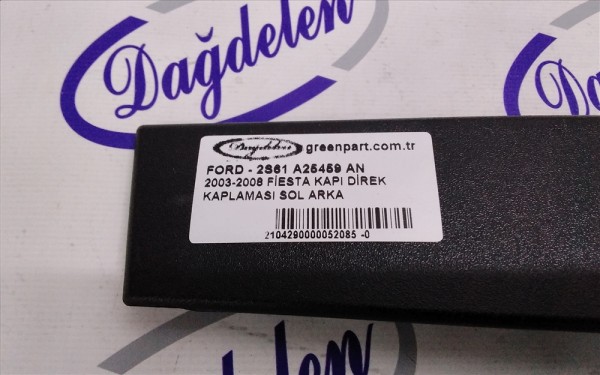 Dağdelen
Dağdelen greenpart.com.tr
FORD - 2S61 A25459 AN
2003-2008 FİESTA KAPI DİREK
KAPLAMASI SOL ARKA
2104290000052085 -0